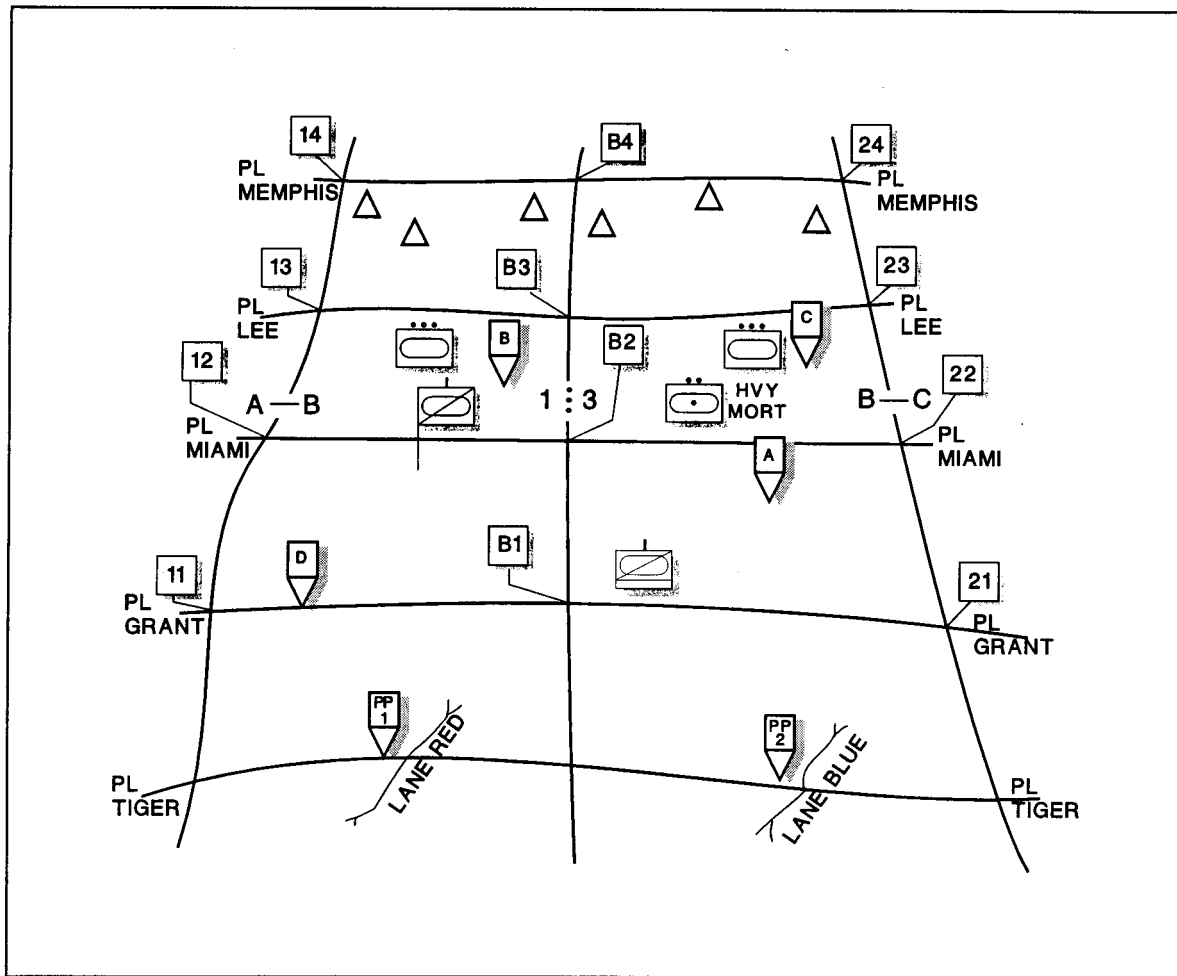 14
B4
24
PL
MEMPHIS
PL
MEMPHIS
13
B3
23
PL
LEE
C
PL
LEE
B
12
B2
22
A — B
1 3
HVY
MORT
B — C
PL
MIAMI
PL
MIAMI
A
D
B1
11
21
PL
GRANT
PL
GRANT
PP
1
LANE RED
PP
2
LANE BLUE
PL
TIGER
PL
TIGER